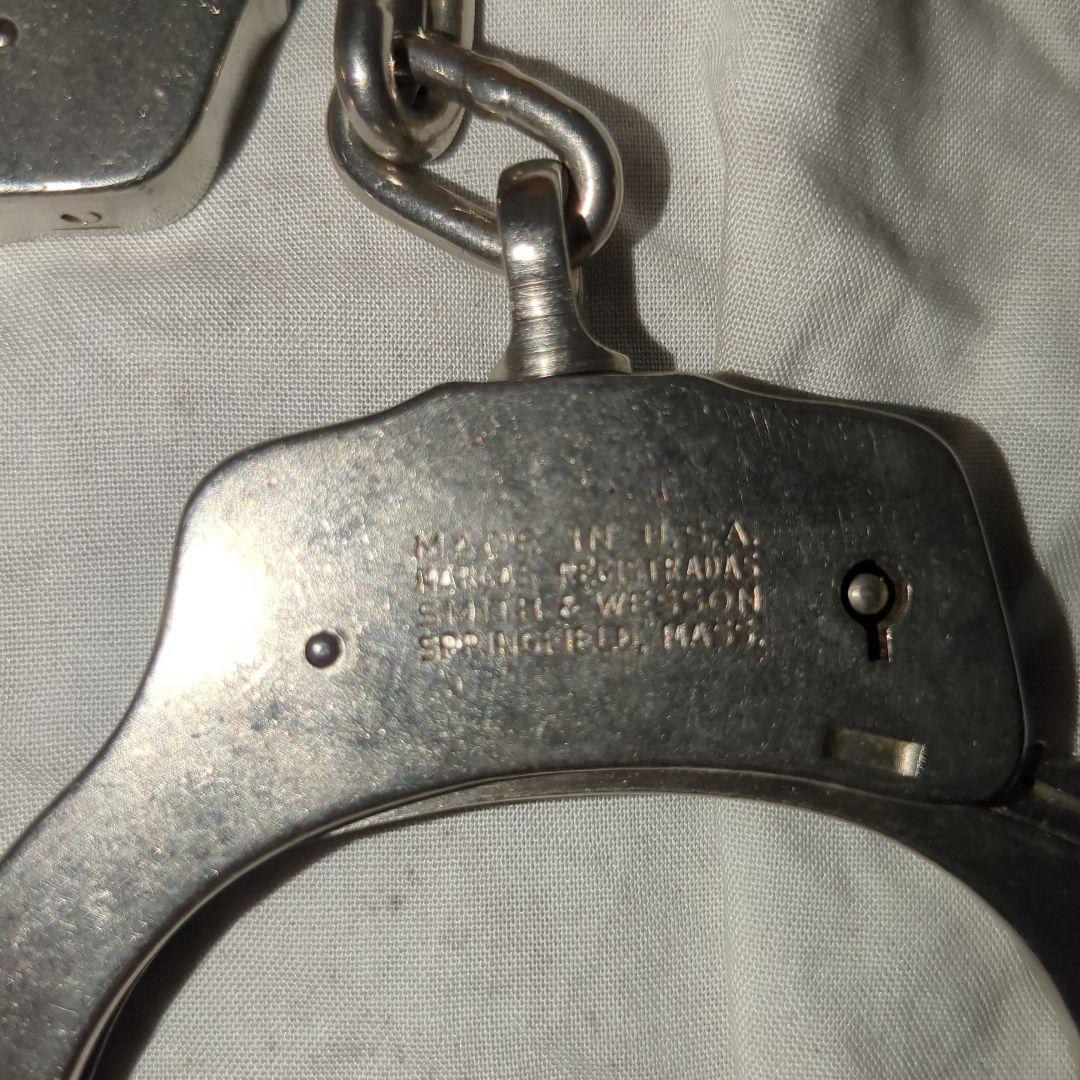 MADE IN U.S.A.
MARCAS REGISTRADAS
SMITH & WESSON
SPRINGFIELD, MASS.